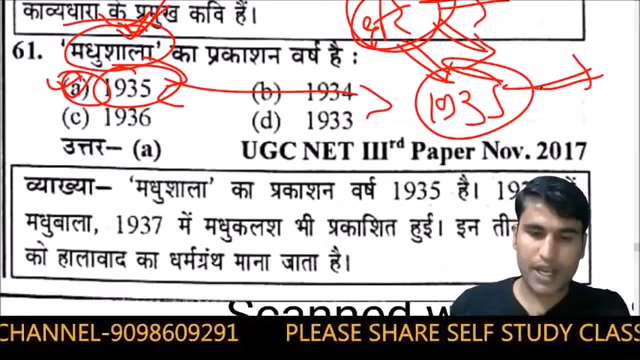 काव्यधारा के प्रमुख कवि हैं।
61. 'मधुशाला' का प्रकाशन वर्ष है :
(a) 1935 (b) 1934
(c) 1936 (d) 1933
उत्तर– (a) UGC NET IIIrd Paper Nov. 2017
1935
व्याख्या– 'मधुशाला' का प्रकाशन वर्ष 1935 है।
मधुबाला, 1937 में मधुकलश भी प्रकाशित हुई। इन
को हालावाद का धर्मग्रंथ माना जाता है।
CHANNEL-9098609291 PLEASE SHARE SELF STUDY CLASS